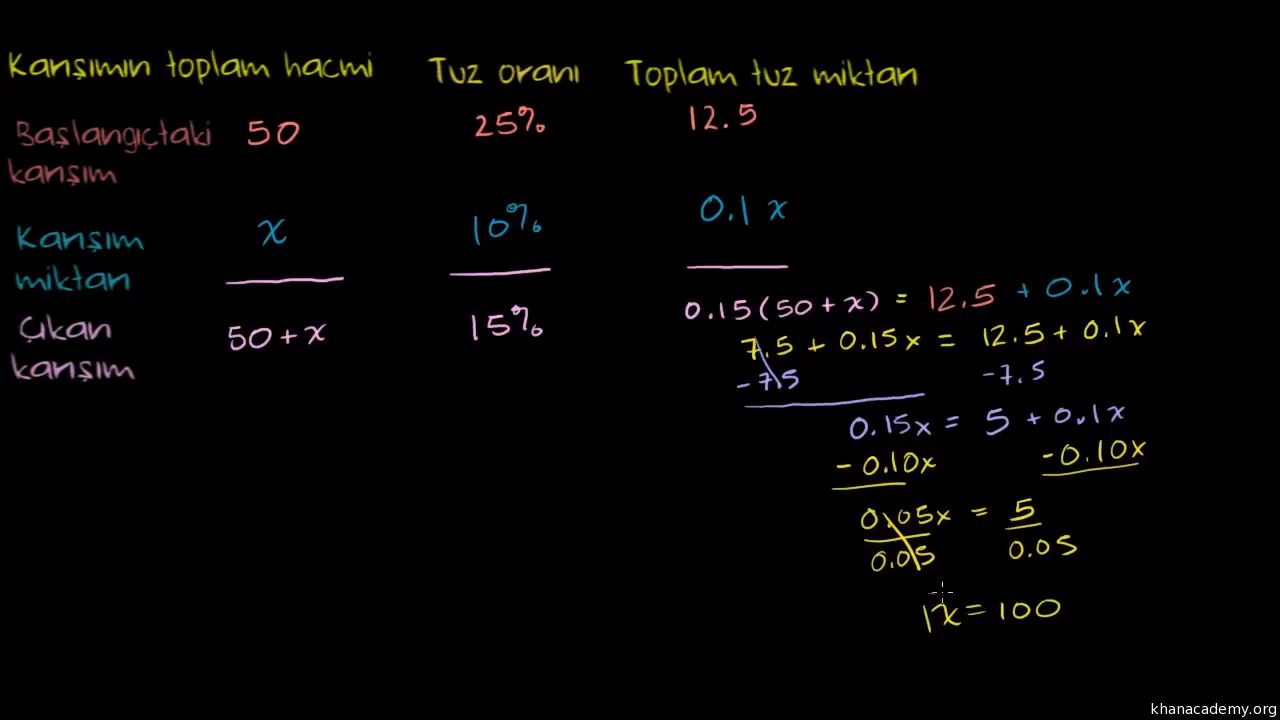 Karışımın toplam hacmi Tuz oranı Toplam tuz miktarı
Başlangıçtaki karışım 50 25% 12.5
Karışım miktarı x 10% 0.1x
Çıkan karışım 50+x 15% 0.15(50+x) = 12.5 + 0.1x
7.5 + 0.15x = 12.5 + 0.1x
-7.5 -7.5
0.15x = 5 + 0.1x
-0.10x -0.10x
0.05x = 5
0.05 0.05
1x = 100
khanacademy.org